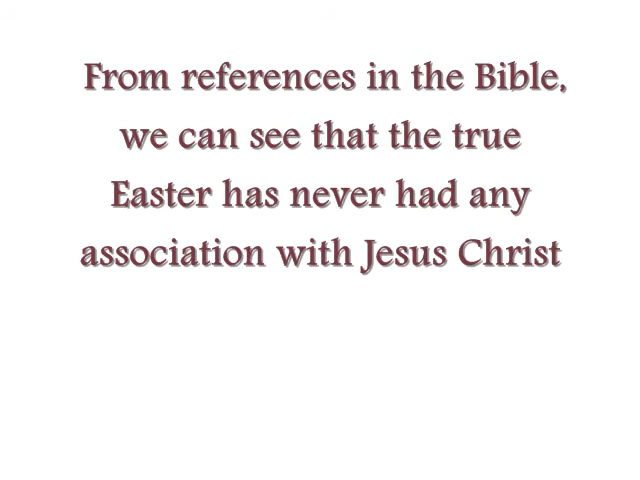 From references in the Bible,
we can see that the true
Easter has never had any
association with Jesus Christ